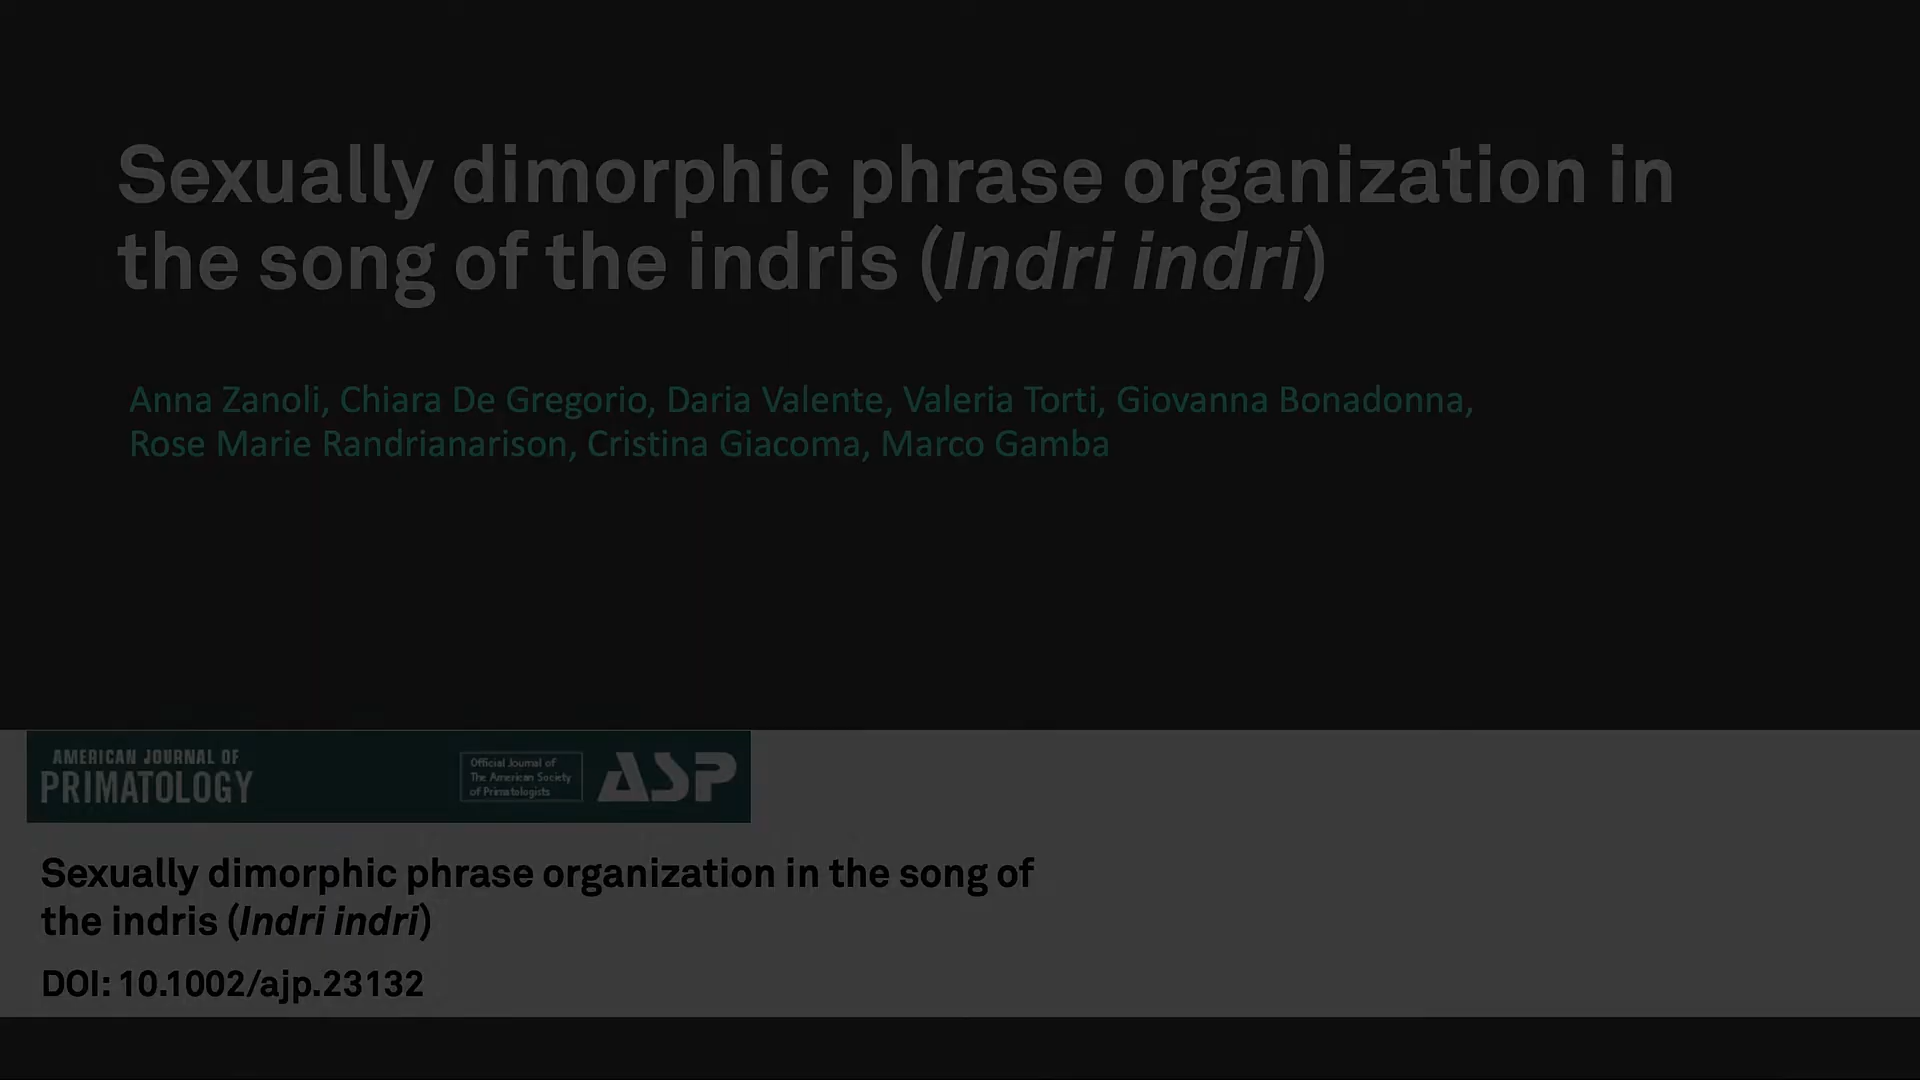 Sexually dimorphic phrase organization in
the song of the indris (Indri indri)
Anna Zanoli, Chiara De Gregorio, Daria Valente, Valeria Torti, Giovanna Bonadonna,
Rose Marie Randrianarison, Cristina Giacoma, Marco Gamba
AMERICAN JOURNAL OF
PRIMATOLOGY
Official Journal of
The American Society
of Primatologists
ASP
Sexually dimorphic phrase organization in the song of
the indris (Indri indri)
DOI: 10.1002/ajp.23132